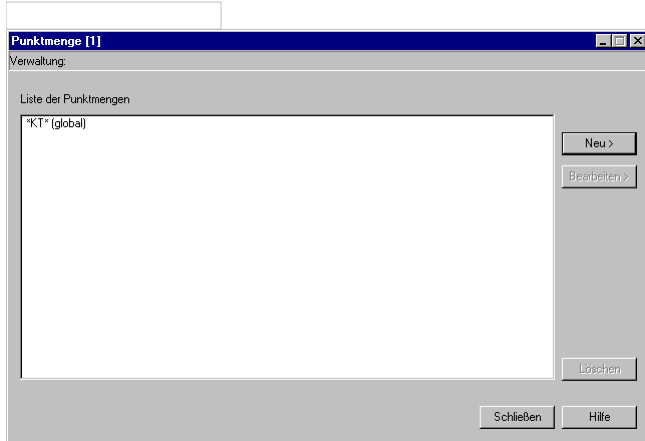 Punktmenge [1]
Verwaltung:
Liste der Punktmengen
*KT* (global)
Neu >
Bearbeiten >
Löschen
Schließen
Hilfe